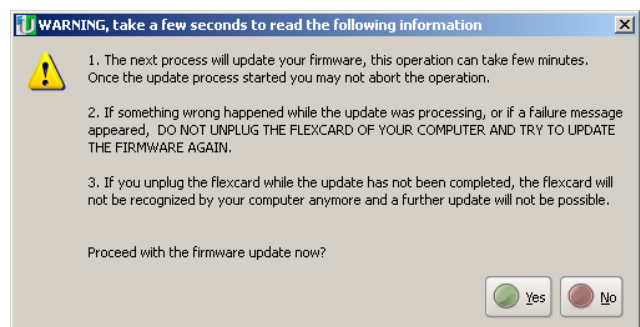 WARNING, take a few seconds to read the following information
1. The next process will update your firmware, this operation can take few minutes.
Once the update process started you may not abort the operation.
2. If something wrong happened while the update was processing, or if a failure message
appeared,  DO NOT UNPLUG THE FLEXCARD OF YOUR COMPUTER AND TRY TO UPDATE
THE FIRMWARE AGAIN.
3. If you unplug the flexcard while the update has not been completed, the flexcard will
not be recognized by your computer anymore and a further update will not be possible.
Proceed with the firmware update now?
Yes
No